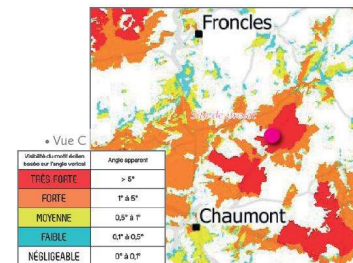 Froncles
• Vue C
Visibilité du motif éolien
basée sur l'angle vertical
Angle apparent
TRÈS FORTE
> 5°
FORTE
1° à 5°
MOYENNE
0,5° à 1°
FAIBLE
0,1° à 0,5°
NÉGLIGEABLE
0° à 0,1°
Chaumont